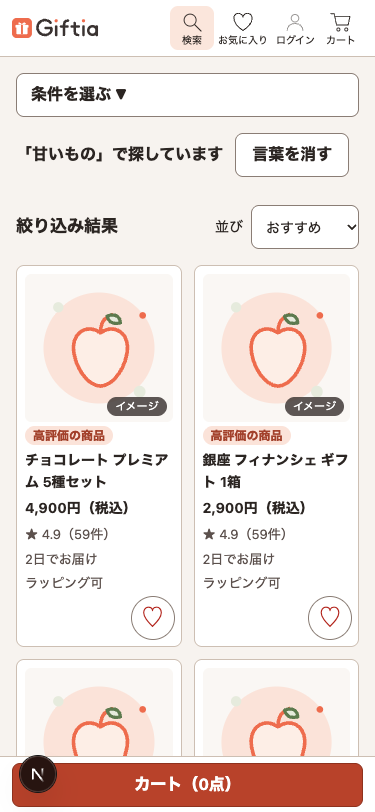 Giftia
検索
お気に入り
ログイン
カート
条件を選ぶ ▼
「甘いもの」で探しています
言葉を消す
絞り込み結果
並び
おすすめ
イメージ
高評価の商品
チョコレート プレミア
ム 5種セット
4,900円（税込）
★ 4.9（59件）
2日でお届け
ラッピング可
イメージ
高評価の商品
銀座 フィナンシェ ギフ
ト 1箱
2,900円（税込）
★ 4.9（59件）
2日でお届け
ラッピング可
N
カート（0点）